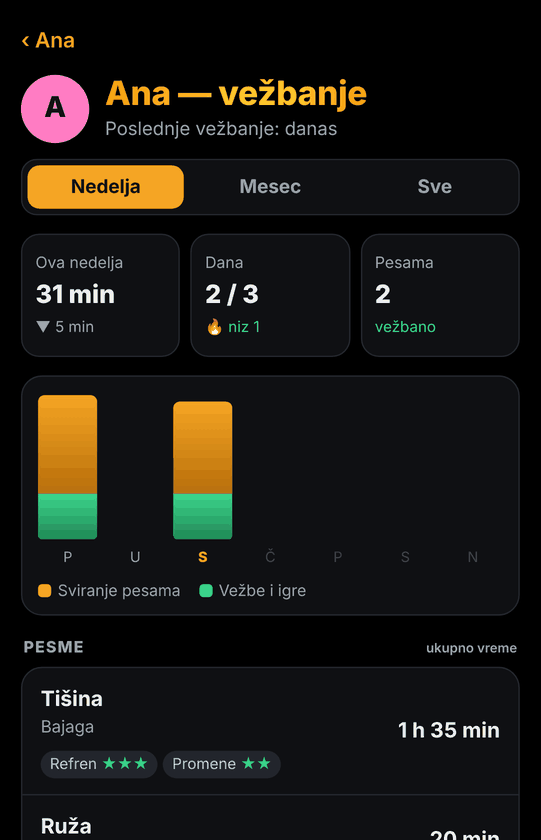 ‹ Ana
A
Ana — vežbanje
Poslednje vežbanje: danas
Nedelja Mesec Sve
Ova nedelja
31 min
▼ 5 min
Dana
2 / 3
🔥 niz 1
Pesama
2
vežbano
P U S Č P S N
Sviranje pesama Vežbe i igre
PESME ukupno vreme
Tišina
Bajaga
1 h 35 min
Refren ★★★ Promene ★★
Ruža
20 min